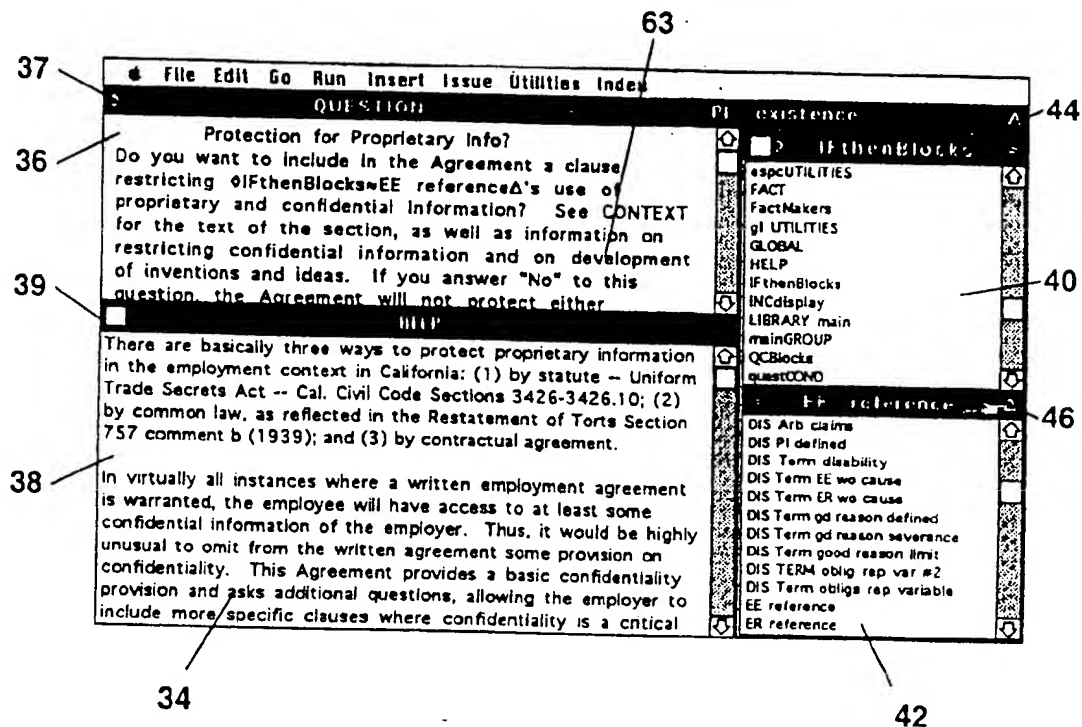 63
37
File Edit Go Run Insert Issue Utilities Index
QUESTION PI existence
44
36
Protection for Proprietary Info?
Do you want to include in the Agreement a clause
restricting ◊IFthenBlocks≈EE reference∆'s use of
proprietary and confidential Information? See CONTEXT
for the text of the section, as well as information on
restricting confidential information and on development
of inventions and ideas. If you answer "No" to this
question, the Agreement will not protect either
IFthenBlocks
espcUTILITIES
FACT
FactMakers
gl UTILITIES
GLOBAL
HELP
IFthenBlocks
INCdisplay
LIBRARY main
mainGROUP
QCBlocks
questCOND
40
39
HELP
There are basically three ways to protect proprietary information
in the employment context in California: (1) by statute -- Uniform
Trade Secrets Act -- Cal. Civil Code Sections 3426-3426.10; (2)
by common law, as reflected in the Restatement of Torts Section
757 comment b (1939); and (3) by contractual agreement.
38
In virtually all instances where a written employment agreement
is warranted, the employee will have access to at least some
confidential information of the employer. Thus, it would be highly
unusual to omit from the written agreement some provision on
confidentiality. This Agreement provides a basic confidentiality
provision and asks additional questions, allowing the employer to
include more specific clauses where confidentiality is a critical
EE reference
46
DIS Arb claims
DIS PI defined
DIS Term disability
DIS Term EE wo cause
DIS Term ER wo cause
DIS Term gd reason defined
DIS Term gd reason severance
DIS Term good reason limit
DIS TERM oblig rep var #2
DIS Term obligs rep variable
EE reference
ER reference
34
42